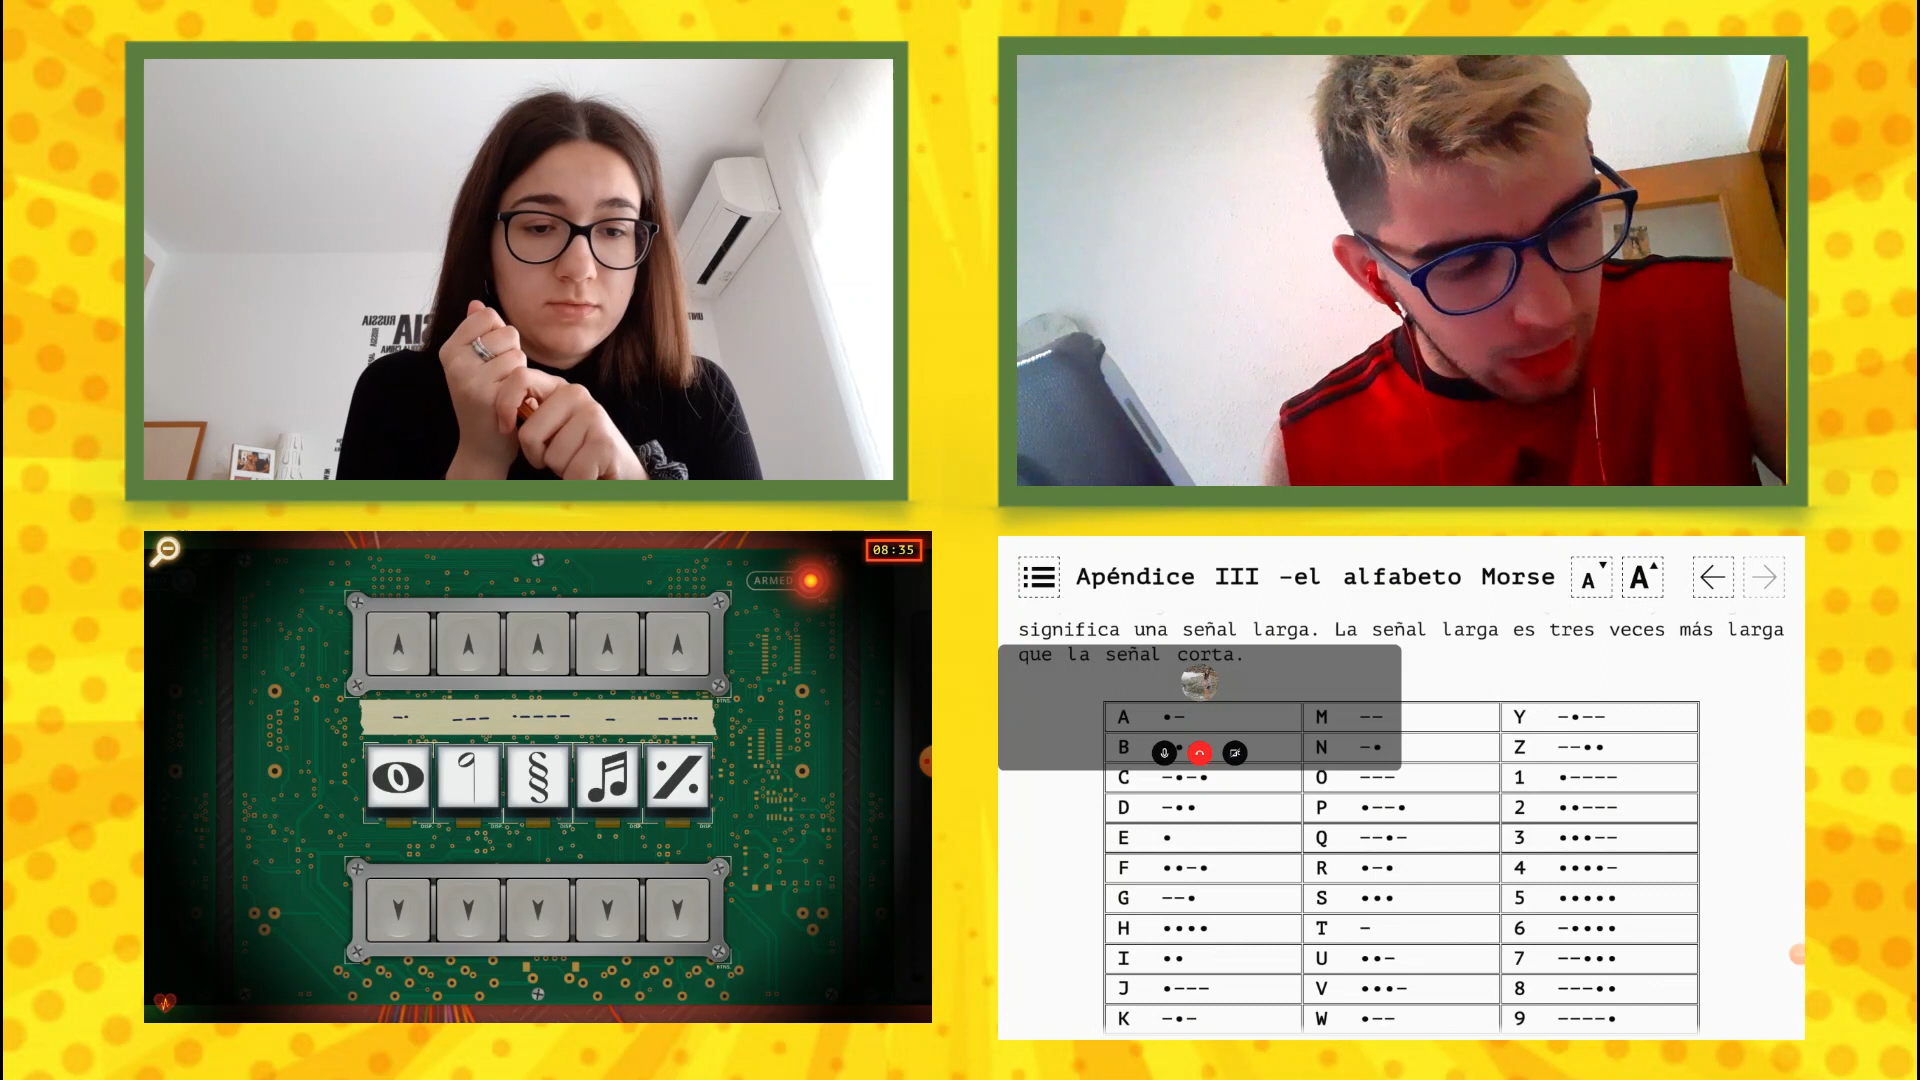 RUSSIA
08:35
ARMED
-· --- ·---- - --···
Apéndice III -el alfabeto Morse
A A
significa una señal larga. La señal larga es tres veces más larga
que la señal corta.
A •- M -- Y -•--
B N -• Z --••
C -•-• O --- 1 •----
D -•• P •--• 2 ••---
E • Q --•- 3 •••--
F ••-• R •-• 4 ••••-
G --• S ••• 5 •••••
H •••• T - 6 -••••
I •• U ••- 7 --•••
J •--- V •••- 8 ---••
K -•- W •-- 9 ----•